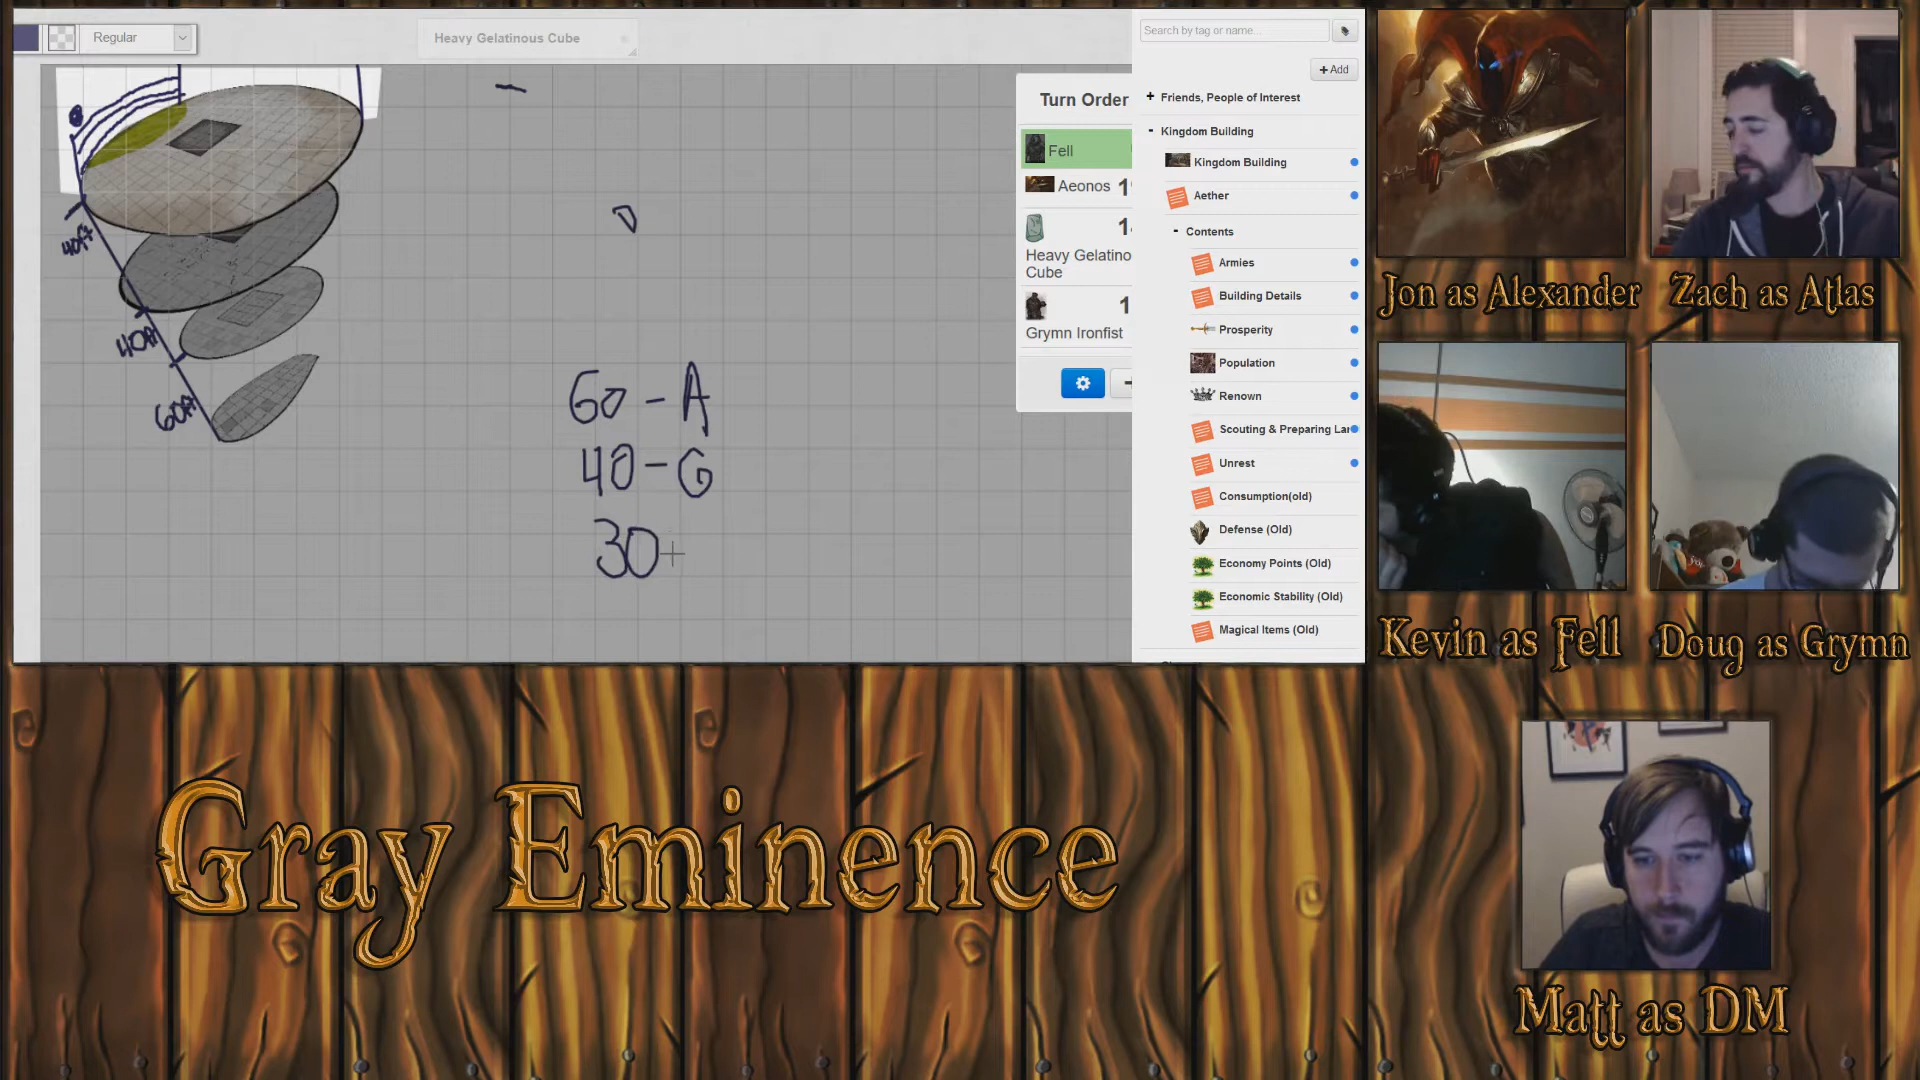 Regular
Heavy Gelatinous Cube
40ft
40ft
60ft
60 - A
40 - G
30
Turn Order
Fell
Aeonos
Heavy Gelatino
Cube
Grymn Ironfist
Search by tag or name...
+ Add
+ Friends, People of Interest
- Kingdom Building
Kingdom Building
Aether
- Contents
Armies
Building Details
Prosperity
Population
Renown
Scouting & Preparing Lan
Unrest
Consumption(old)
Defense (Old)
Economy Points (Old)
Economic Stability (Old)
Magical Items (Old)
Jon as Alexander
Zach as Atlas
Kevin as Fell
Doug as Grymn
Gray Eminence
Matt as DM